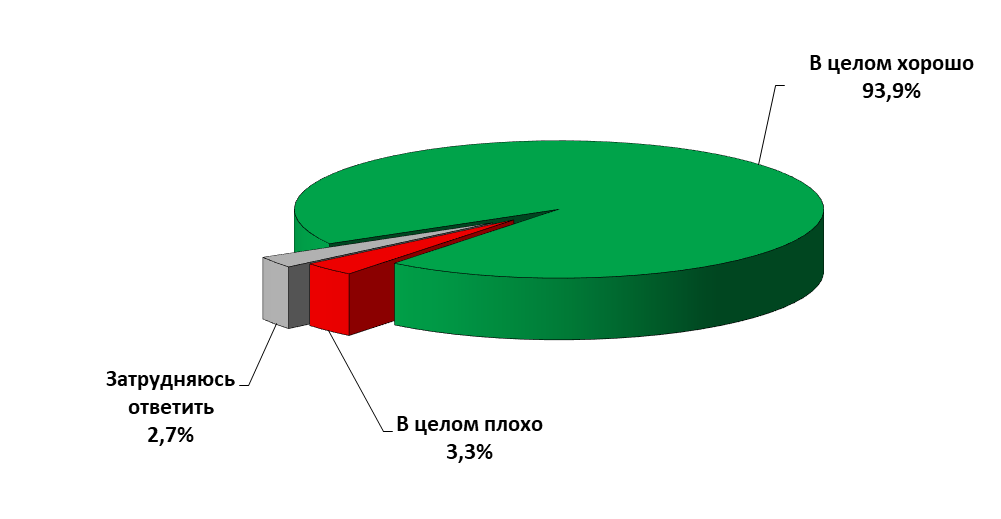 В целом хорошо
93,9%
Затрудняюсь
ответить
2,7%
В целом плохо
3,3%